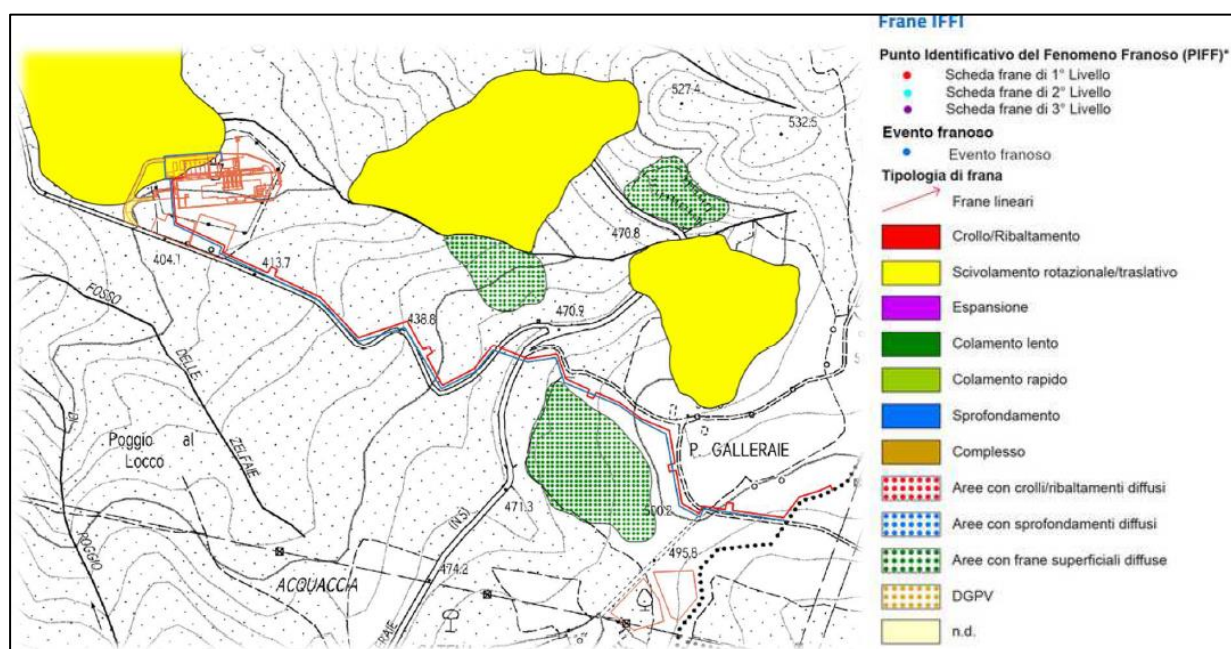 Frane IFFI
Punto Identificativo del Fenomeno Franoso (PIFF)*
Scheda frane di 1° Livello
Scheda frane di 2° Livello
Scheda frane di 3° Livello
Evento franoso
Evento franoso
Tipologia di frana
Frane lineari
Crollo/Ribaltamento
Scivolamento rotazionale/traslativo
Espansione
Colamento lento
Colamento rapido
Sprofondamento
Complesso
Aree con crolli/ribaltamenti diffusi
Aree con sprofondamenti diffusi
Aree con frane superficiali diffuse
DGPV
n.d.
527.4
532.5
470.8
404.1
413.7
470.9
438.8
FOSSO
DELLE
ZELFAIE
Poggio al
Locco
P. GALLERAIE
DI
POGGIO
471.3
(N5)
500.2
495.8
474.2
ACQUACCIA